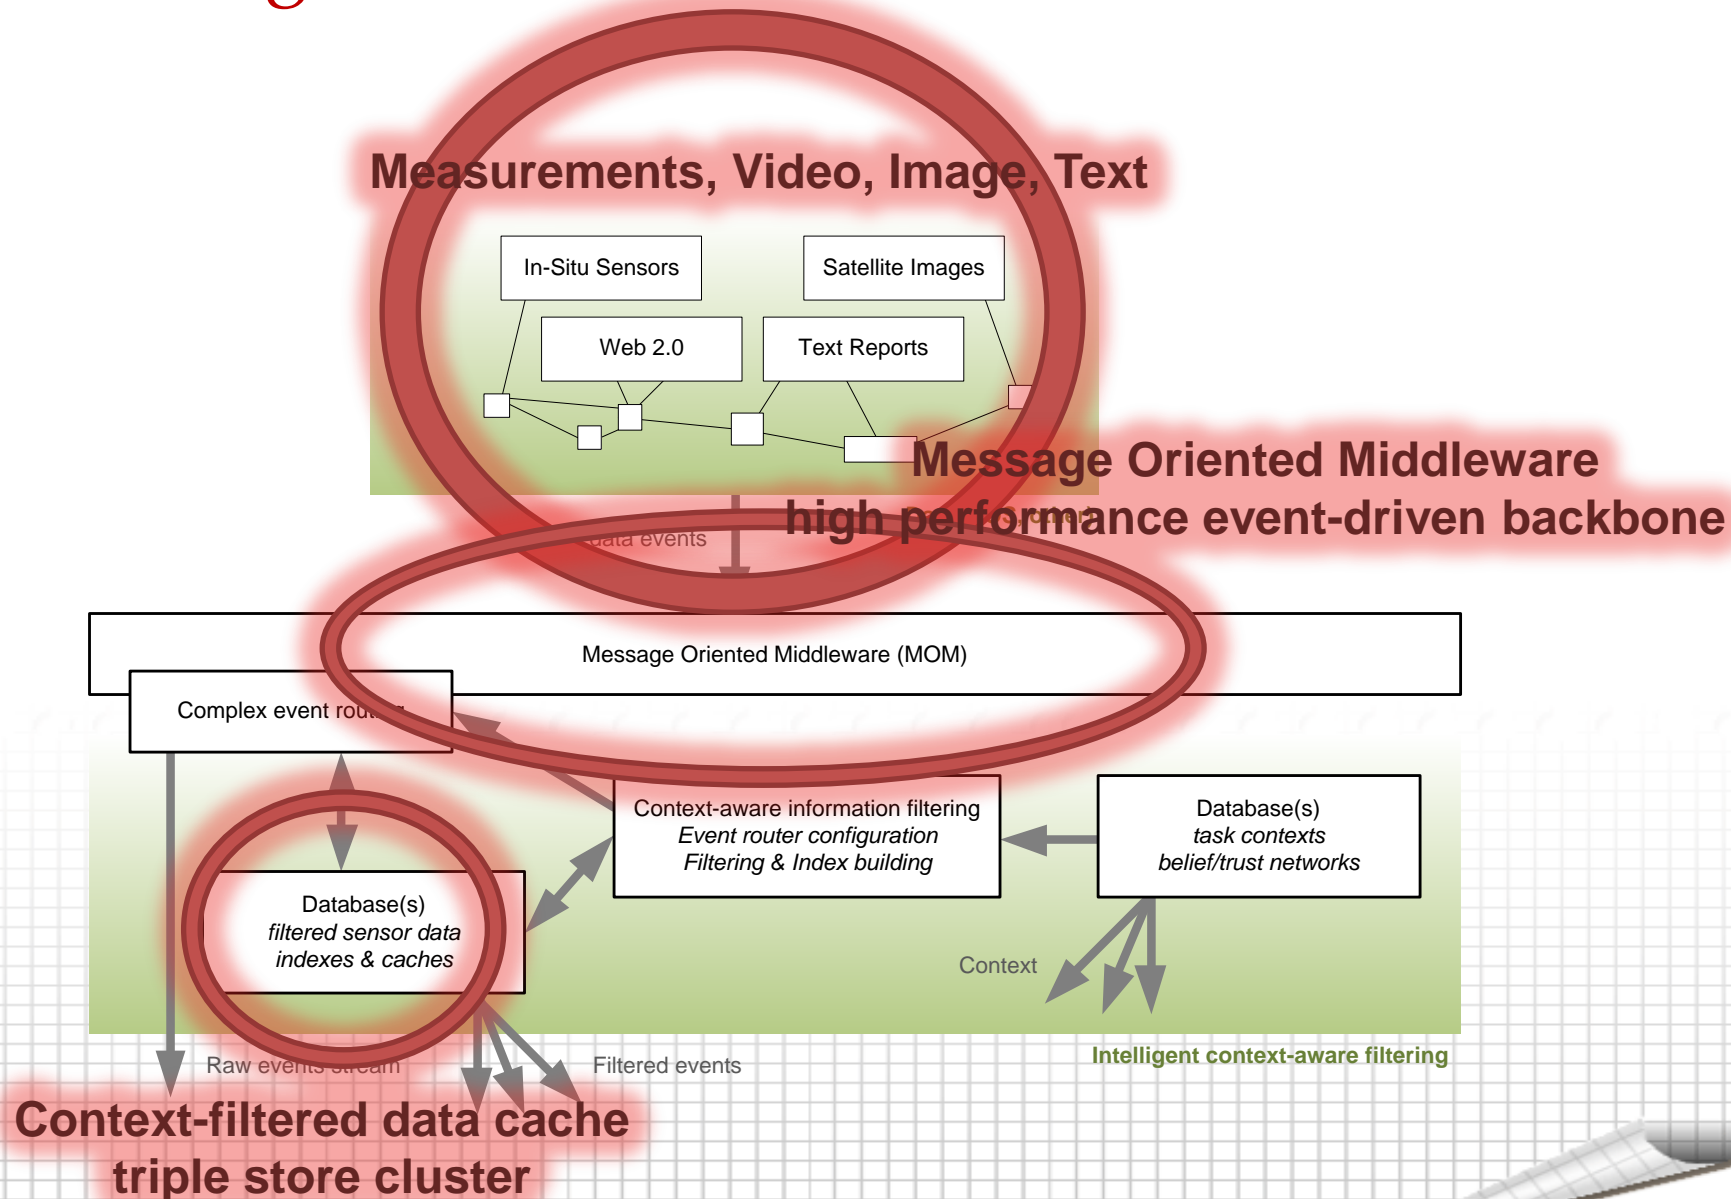 Measurements, Video, Image, Text
In-Situ Sensors
Satellite Images
Web 2.0
Text Reports
Message Oriented Middleware
high performance event-driven backbone
data events
Message Oriented Middleware (MOM)
Complex event routing
Context-aware information filtering
Event router configuration
Filtering & Index building
Database(s)
task contexts
belief/trust networks
Database(s)
filtered sensor data
indexes & caches
Context
Raw events stream
Filtered events
Intelligent context-aware filtering
Context-filtered data cache
triple store cluster